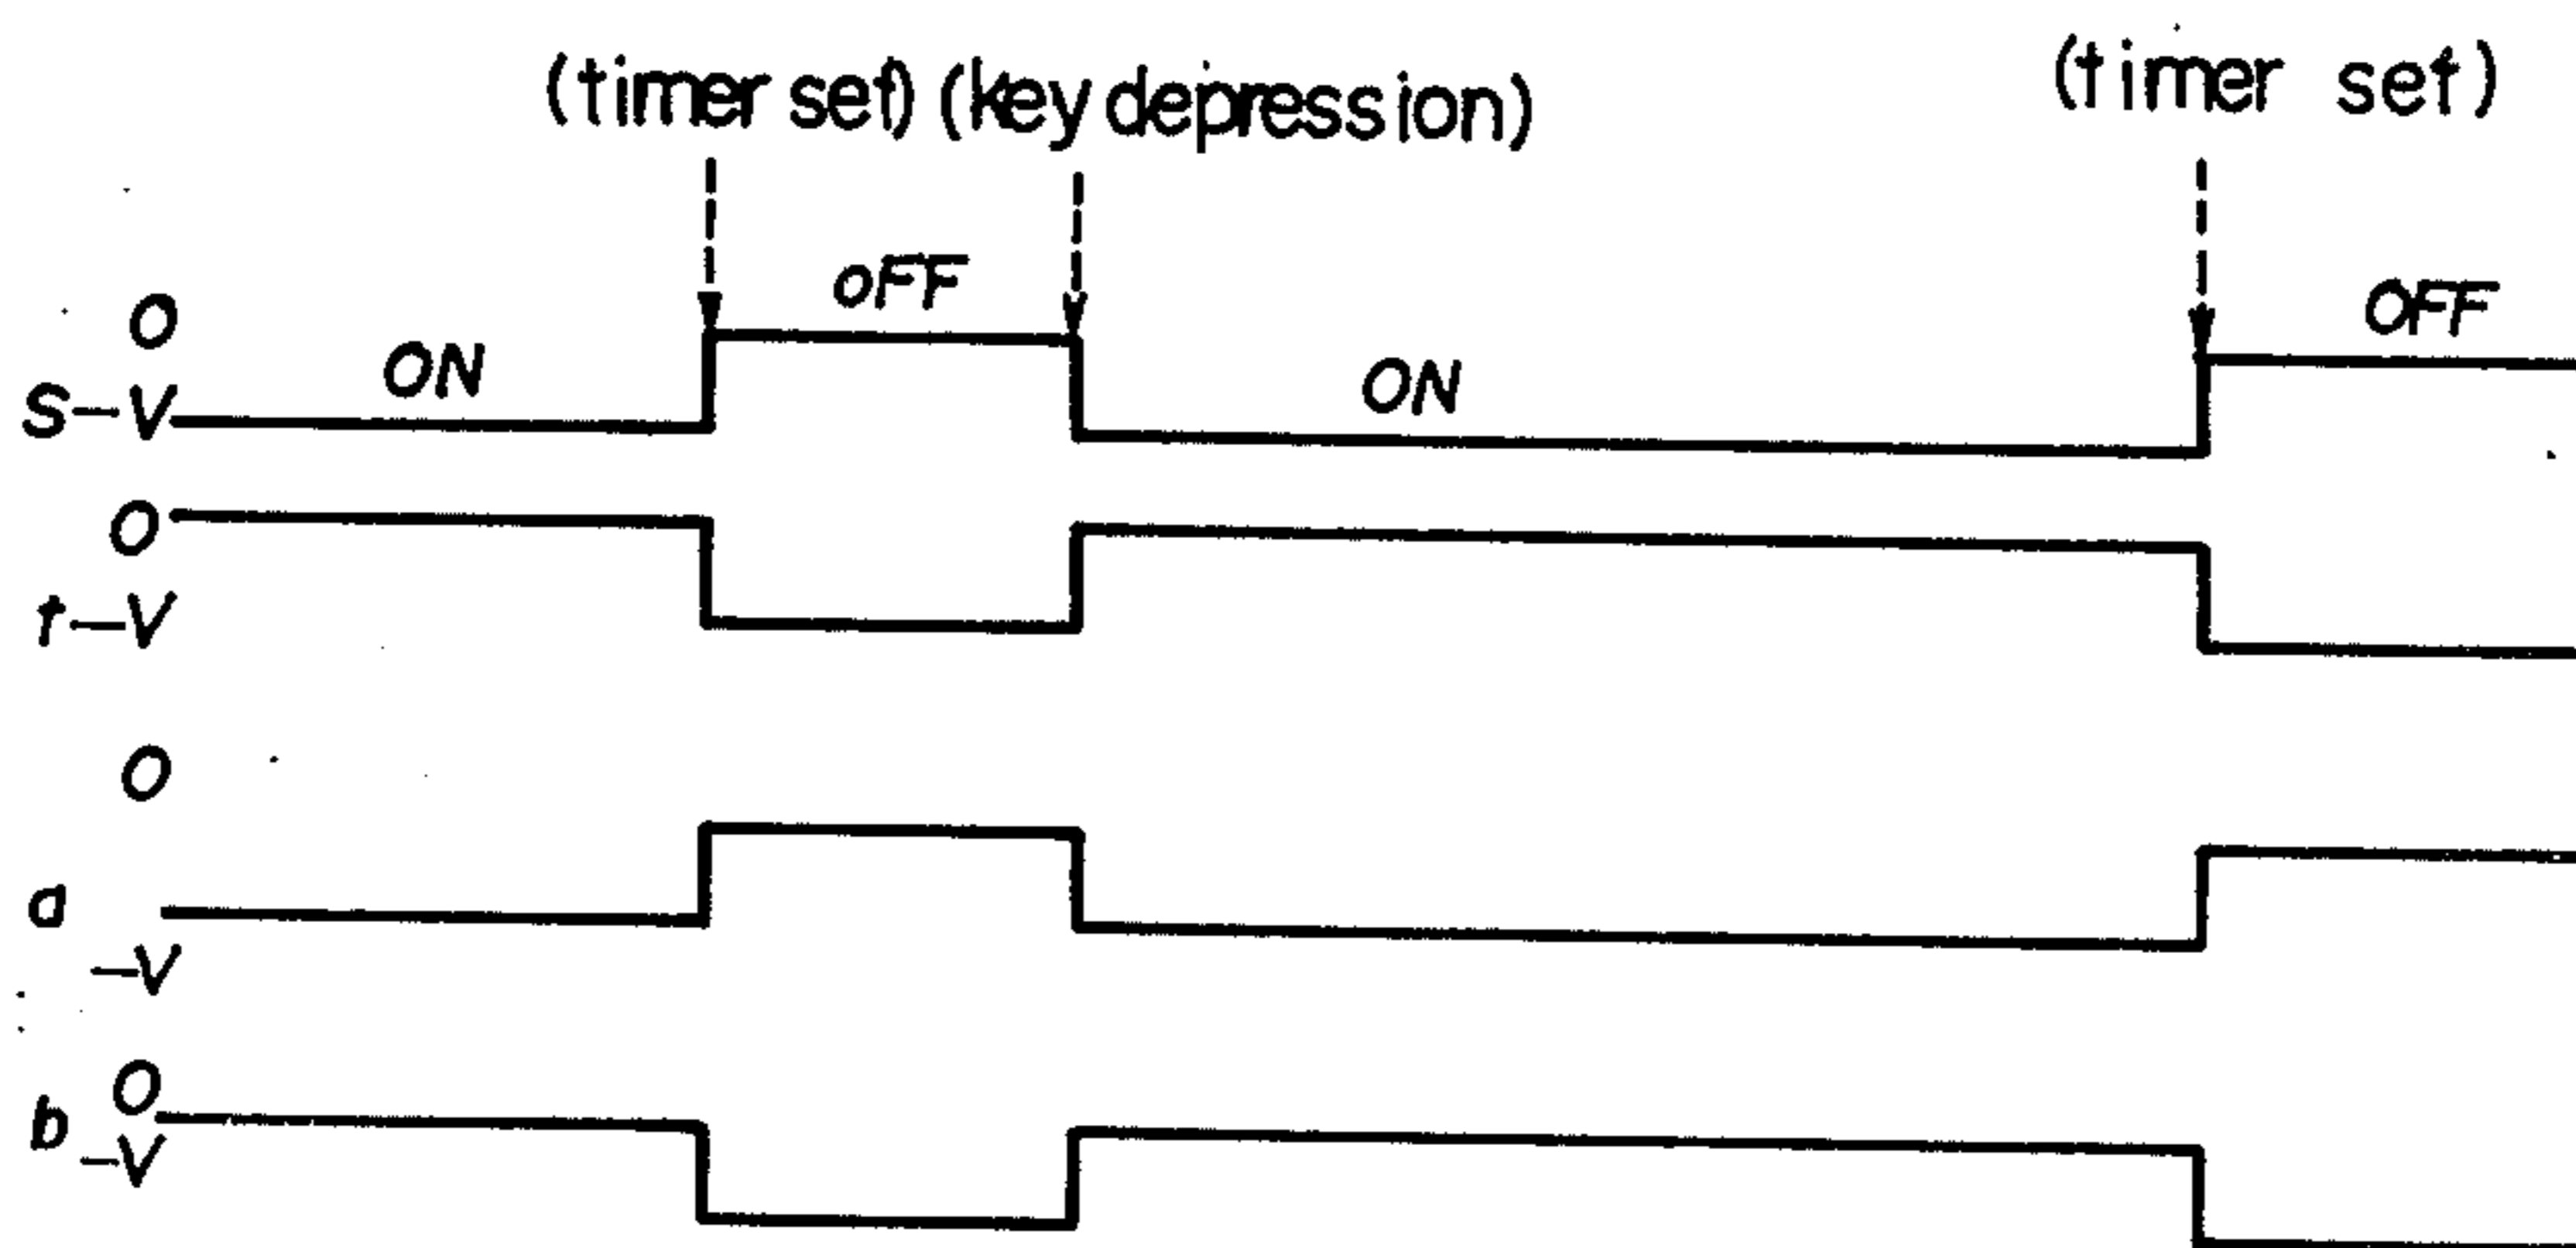 (timer set) (key depression) (timer set)
OFF OFF
O ON ON
S-V
O
t-V
O
a
-V
O
b
-V